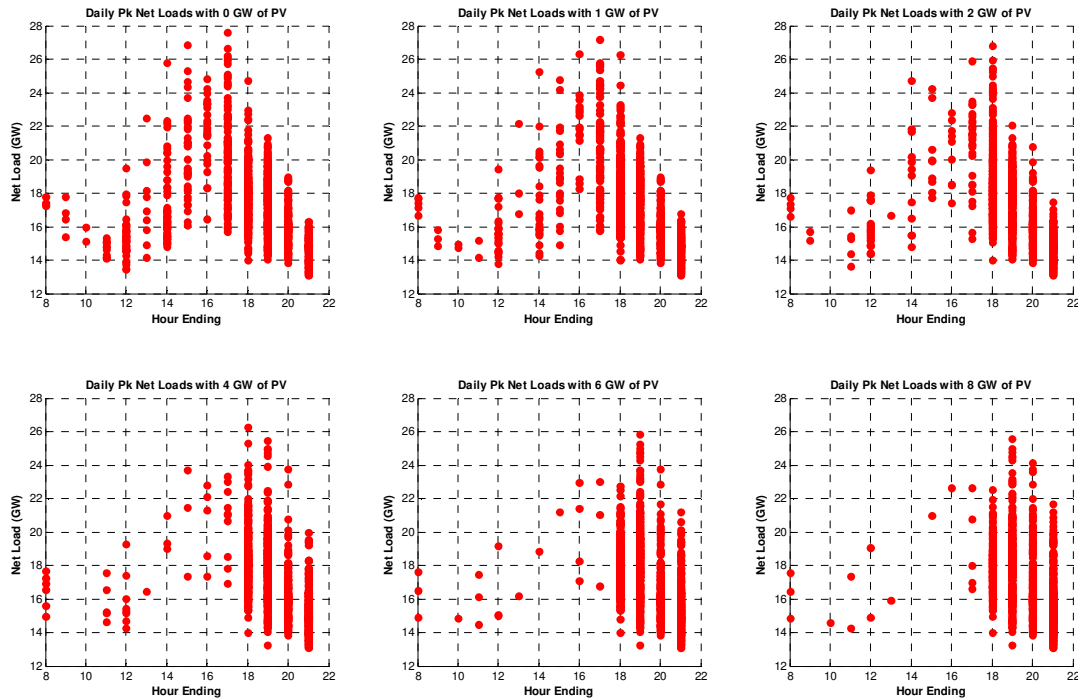 Daily Pk Net Loads with 0 GW of PV
28
26
24
22
20
18
16
14
12
Net Load (GW)
8 10 12 14 16 18 20 22
Hour Ending
Daily Pk Net Loads with 1 GW of PV
28
26
24
22
20
18
16
14
12
Net Load (GW)
8 10 12 14 16 18 20 22
Hour Ending
Daily Pk Net Loads with 2 GW of PV
28
26
24
22
20
18
16
14
12
Net Load (GW)
8 10 12 14 16 18 20 22
Hour Ending
Daily Pk Net Loads with 4 GW of PV
28
26
24
22
20
18
16
14
12
Net Load (GW)
8 10 12 14 16 18 20 22
Hour Ending
Daily Pk Net Loads with 6 GW of PV
28
26
24
22
20
18
16
14
12
Net Load (GW)
8 10 12 14 16 18 20 22
Hour Ending
Daily Pk Net Loads with 8 GW of PV
28
26
24
22
20
18
16
14
12
Net Load (GW)
8 10 12 14 16 18 20 22
Hour Ending